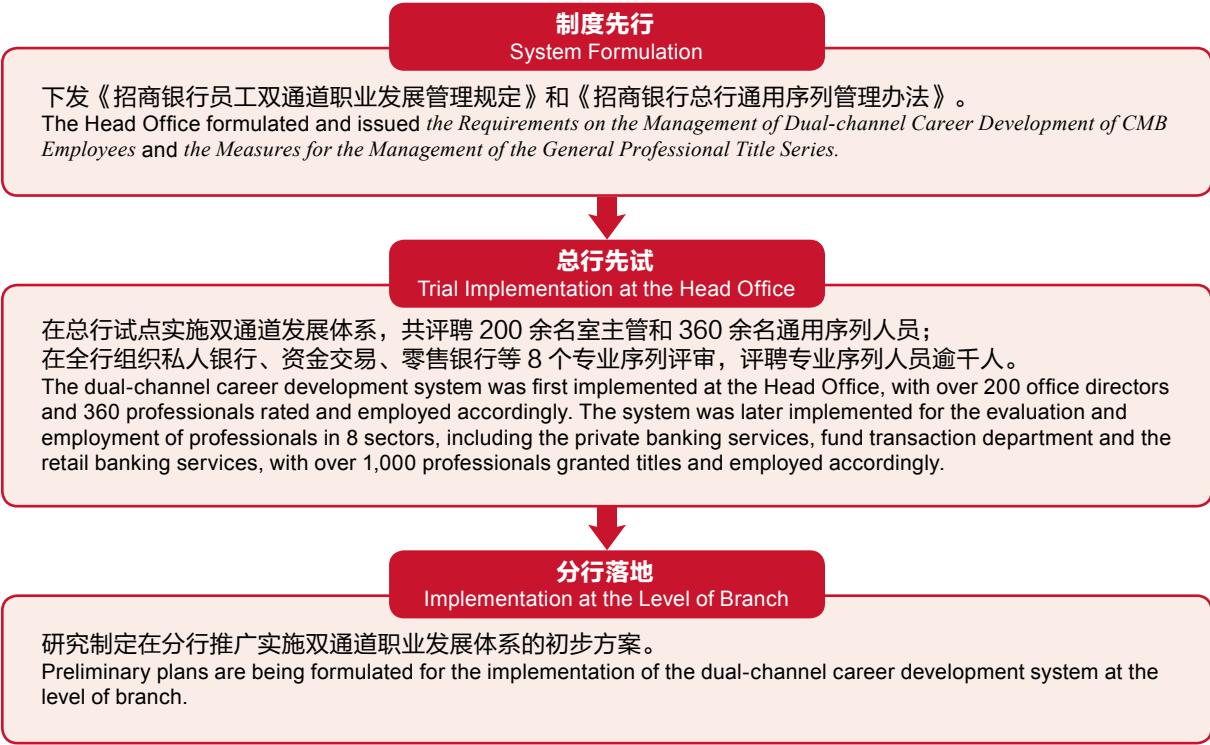 制度先行
System Formulation
下发《招商银行员工双通道职业发展管理规定》和《招商银行总行通用序列管理办法》。
The Head Office formulated and issued the Requirements on the Management of Dual-channel Career Development of CMB
Employees and the Measures for the Management of the General Professional Title Series.
总行先试
Trial Implementation at the Head Office
在总行试点实施双通道发展体系，共评聘 200 余名室主管和 360 余名通用序列人员；
在全行组织私人银行、资金交易、零售银行等 8 个专业序列评审，评聘专业序列人员逾千人。
The dual-channel career development system was first implemented at the Head Office, with over 200 office directors
and 360 professionals rated and employed accordingly. The system was later implemented for the evaluation and
employment of professionals in 8 sectors, including the private banking services, fund transaction department and the
retail banking services, with over 1,000 professionals granted titles and employed accordingly.
分行落地
Implementation at the Level of Branch
研究制定在分行推广实施双通道职业发展体系的初步方案。
Preliminary plans are being formulated for the implementation of the dual-channel career development system at the
level of branch.